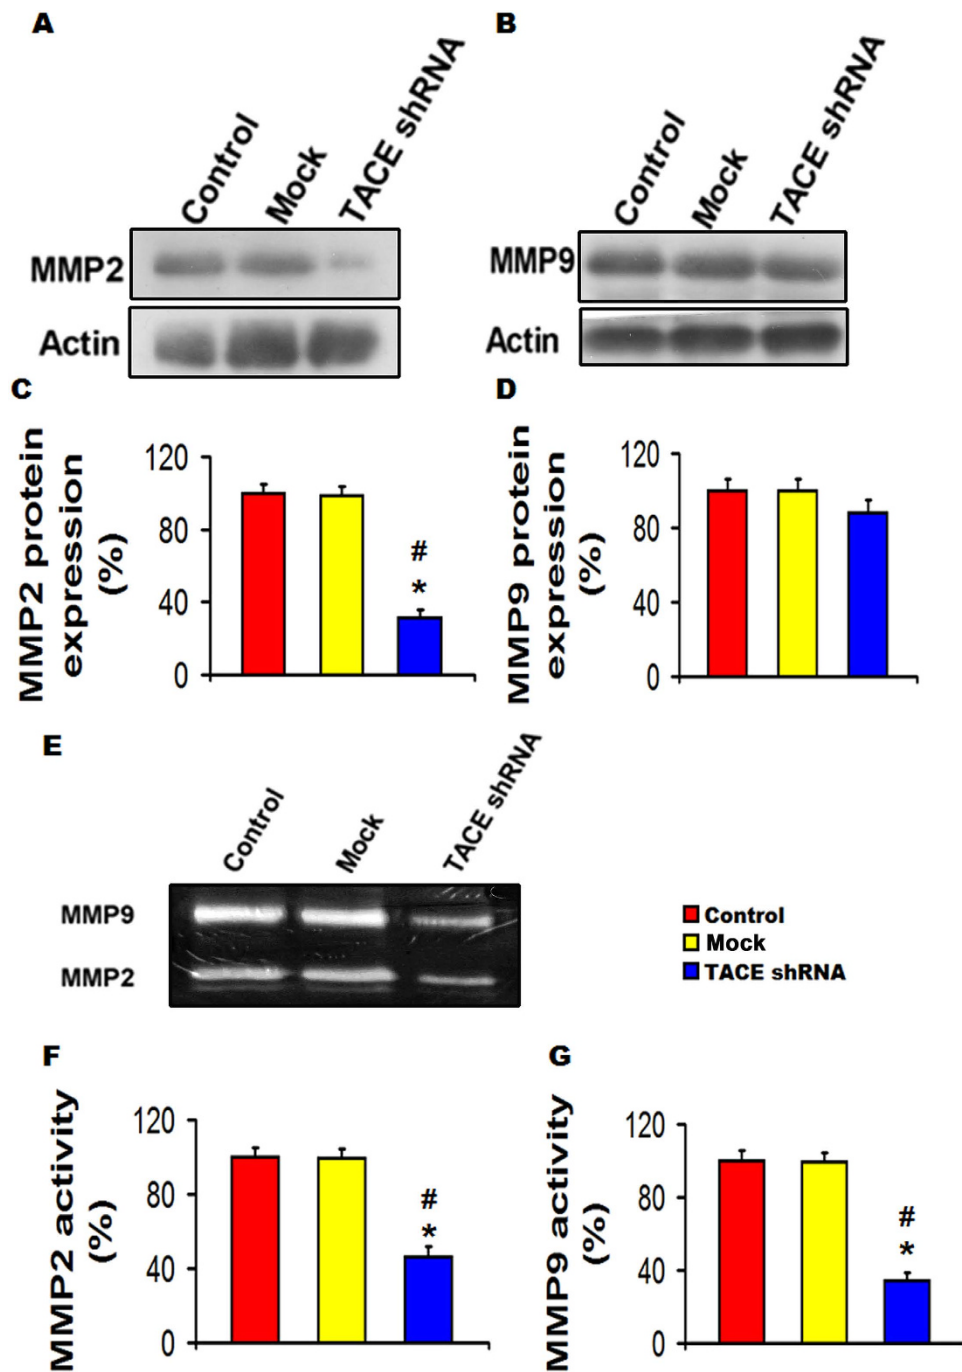 A
Control
Mock
TACE shRNA
MMP2
Actin
B
Control
Mock
TACE shRNA
MMP9
Actin
C
MMP2 protein
expression
(%)
120
80
40
0
#
*
D
MMP9 protein
expression
(%)
120
80
40
0
E
Control
Mock
TACE shRNA
MMP9
MMP2
Control
Mock
TACE shRNA
F
MMP2 activity
(%)
120
80
40
0
#
*
G
MMP9 activity
(%)
120
80
40
0
#
*